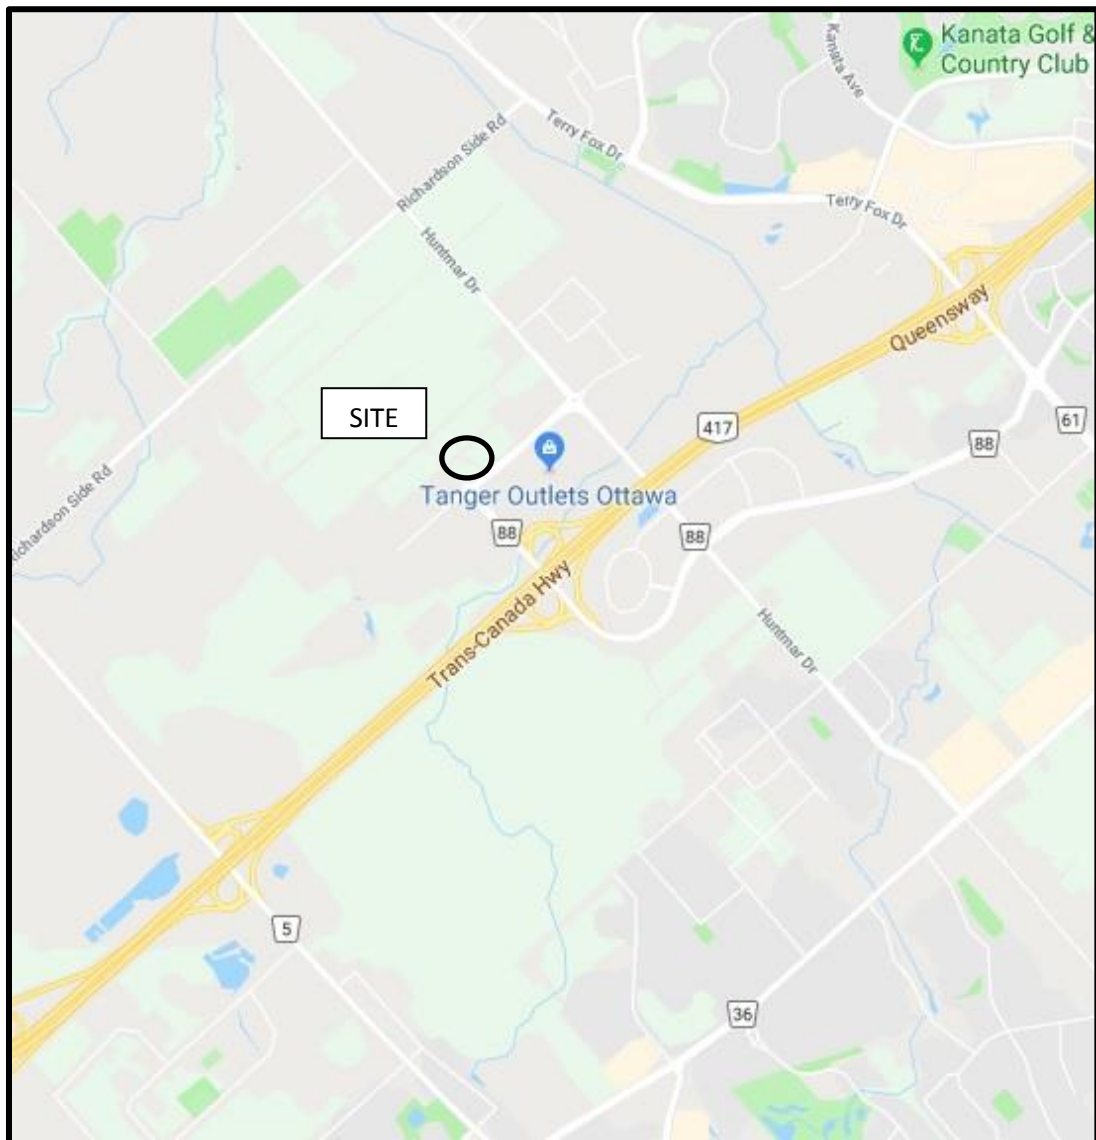 Kanata Golf &
Country Club
Kanata Ave
Terry Fox Dr
Richardson Side Rd
Terry Fox Dr
Huntmar Dr
Queensway
SITE
417
61
88
Tanger Outlets Ottawa
Richardson Side Rd
88
88
Trans-Canada Hwy
Huntmar Dr
5
36